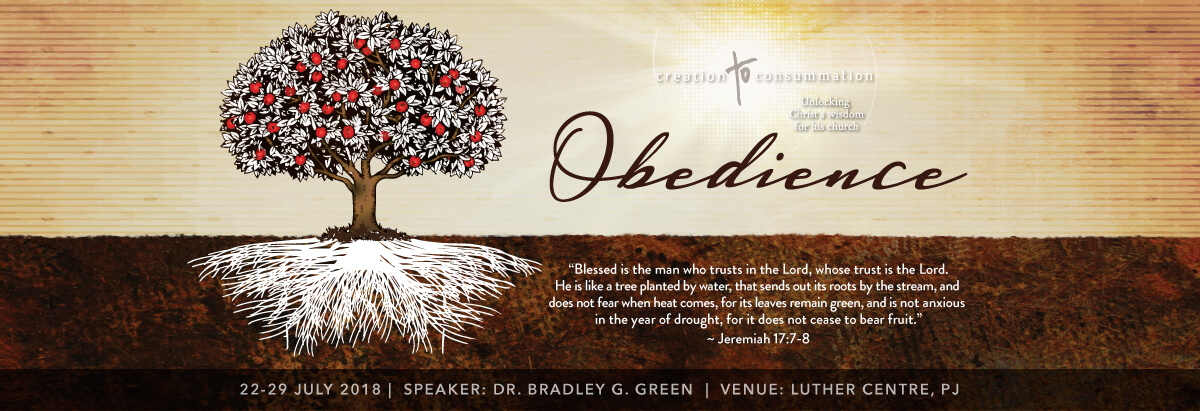 creation to consummation
Unlocking
Christ's wisdom
for his church
Obedience
“Blessed is the man who trusts in the Lord, whose trust is the Lord.
He is like a tree planted by water, that sends out its roots by the stream, and
does not fear when heat comes, for its leaves remain green, and is not anxious
in the year of drought, for it does not cease to bear fruit.”
~ Jeremiah 17:7-8
22-29 JULY 2018 | SPEAKER: DR. BRADLEY G. GREEN | VENUE: LUTHER CENTRE, PJ